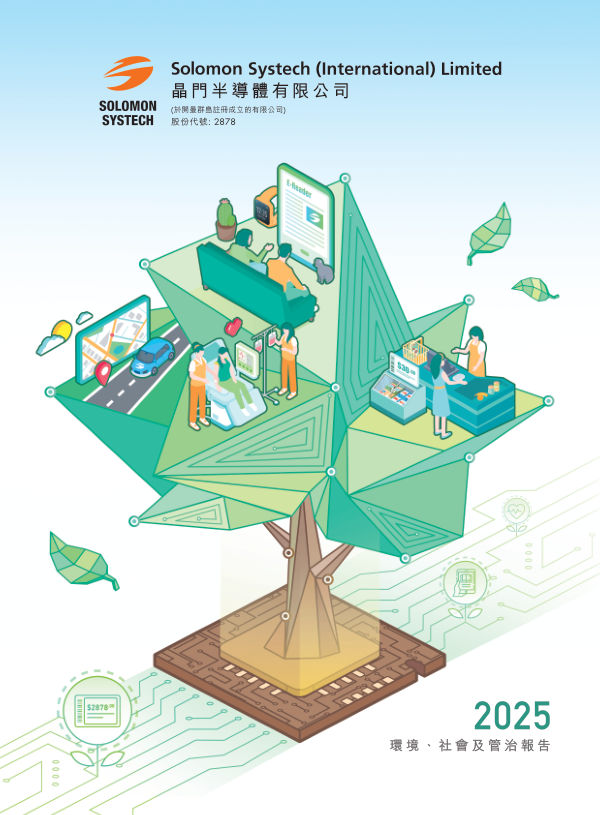 SOLOMON
SYSTECH
Solomon Systech (International) Limited
晶門半導體有限公司
(於開曼群島註冊成立的有限公司)
股份代號: 2878
E-Reader
$36
$2878
2025
環境、社會及管治報告